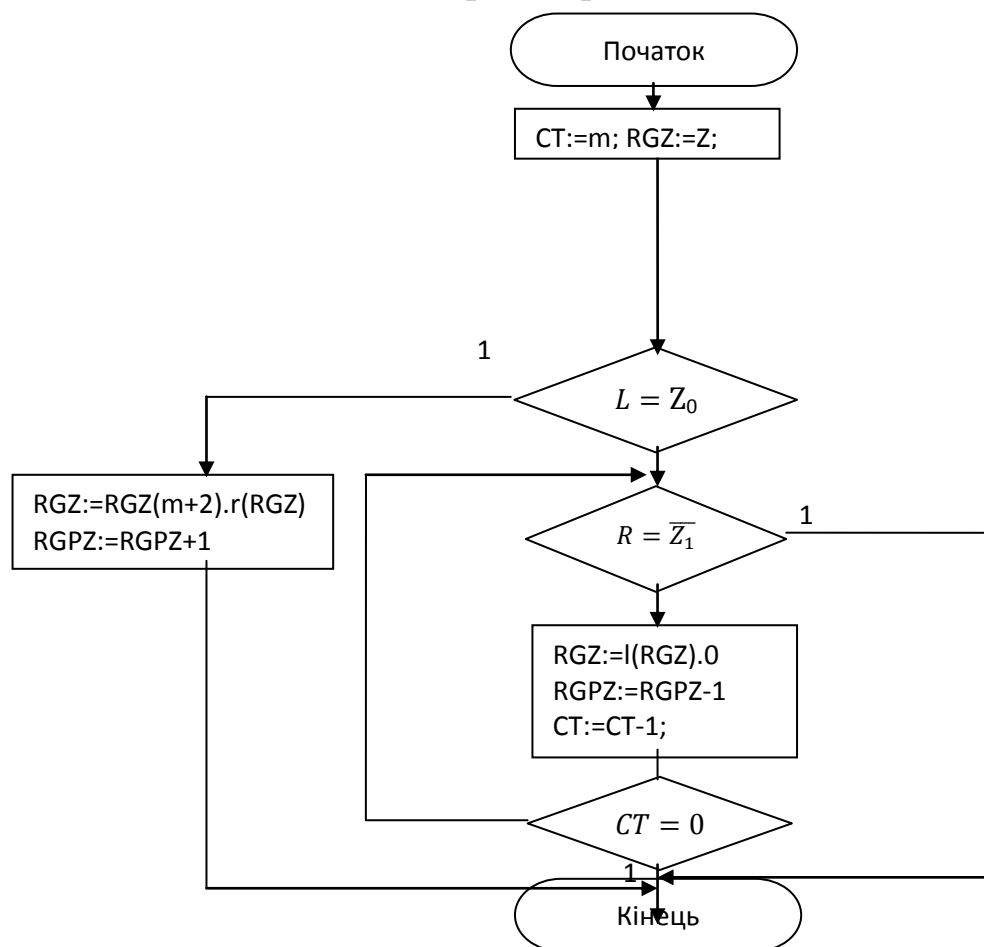 Початок
CT:=m; RGZ:=Z;
1
L = Z₀
RGZ:=RGZ(m+2).r(RGZ)
RGPZ:=RGPZ+1
R = Z̅₁
1
RGZ:=l(RGZ).0
RGPZ:=RGPZ-1
CT:=CT-1;
CT = 0
1
Кінець